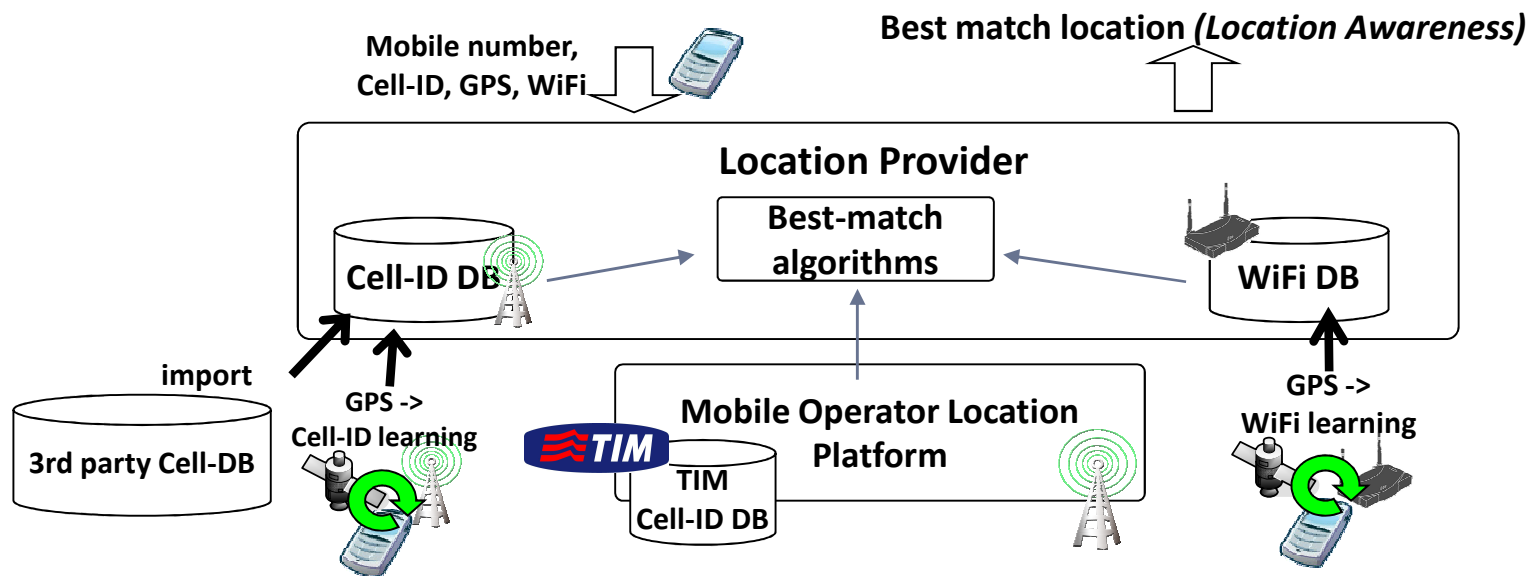 Mobile number,
Cell-ID, GPS, WiFi
Best match location (Location Awareness)
Location Provider
Best-match
algorithms
Cell-ID DB
WiFi DB
import
3rd party Cell-DB
GPS ->
Cell-ID learning
Mobile Operator Location
Platform
TIM
TIM
Cell-ID DB
GPS ->
WiFi learning